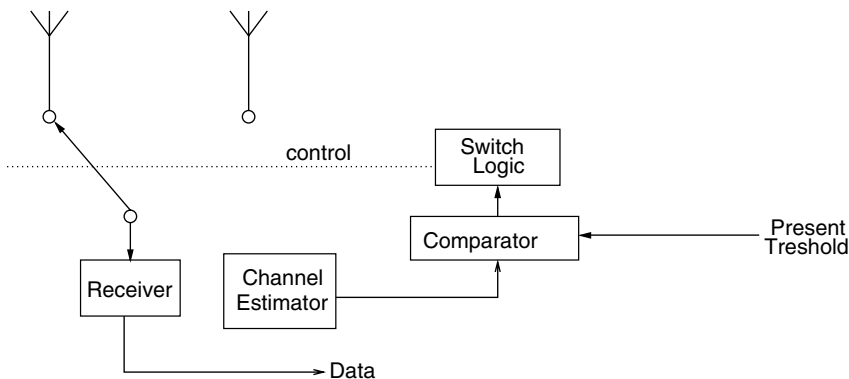 control
Switch
Logic
Comparator
Present
Treshold
Channel
Estimator
Receiver
Data